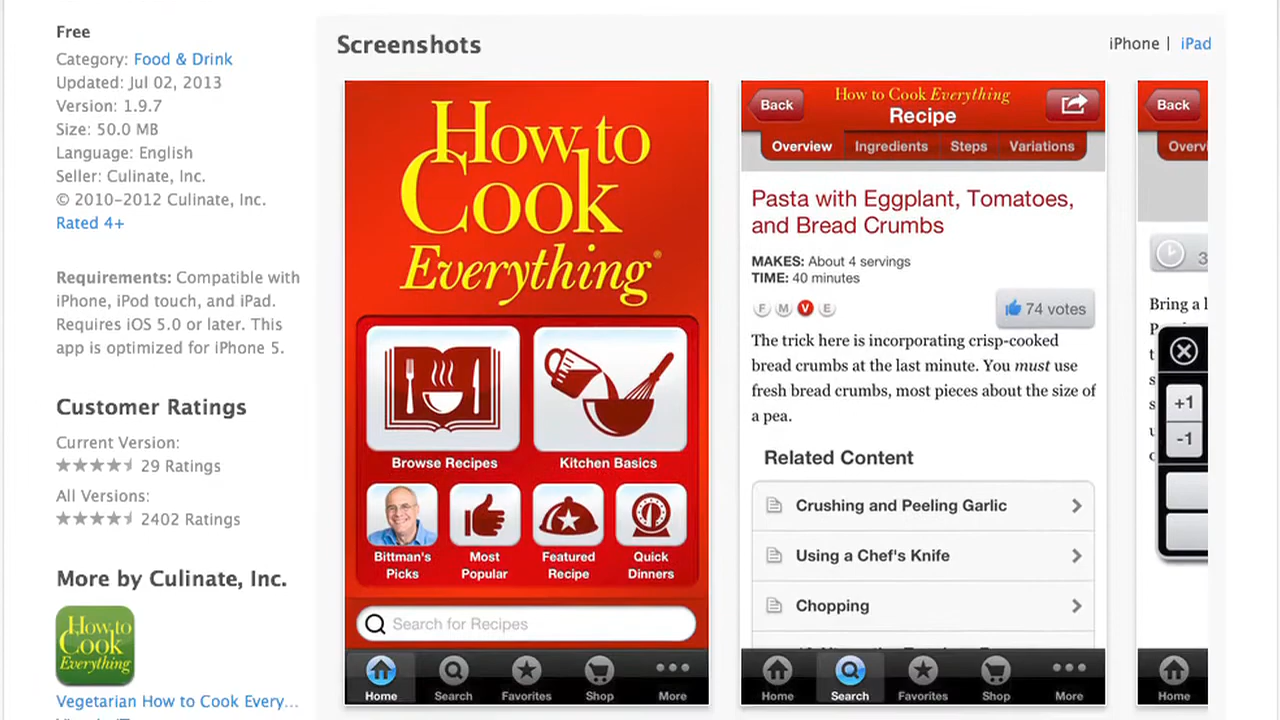 Free
Category: Food & Drink
Updated: Jul 02, 2013
Version: 1.9.7
Size: 50.0 MB
Language: English
Seller: Culinate, Inc.
© 2010-2012 Culinate, Inc.
Rated 4+
Requirements: Compatible with
iPhone, iPod touch, and iPad.
Requires iOS 5.0 or later. This
app is optimized for iPhone 5.
Customer Ratings
Current Version:
29 Ratings
All Versions:
2402 Ratings
More by Culinate, Inc.
How to
Cook
Everything
Vegetarian How to Cook Every...
Screenshots
iPhone | iPad
How to
Cook
Everything®
Browse Recipes
Kitchen Basics
Bittman's
Picks
Most
Popular
Featured
Recipe
Quick
Dinners
Search for Recipes
Home
Search
Favorites
Shop
More
Back
How to Cook Everything
Recipe
Overview
Ingredients
Steps
Variations
Pasta with Eggplant, Tomatoes,
and Bread Crumbs
MAKES: About 4 servings
TIME: 40 minutes
F M V E
74 votes
The trick here is incorporating crisp-cooked
bread crumbs at the last minute. You must use
fresh bread crumbs, most pieces about the size of
a pea.
Related Content
Crushing and Peeling Garlic
Using a Chef's Knife
Chopping
Home
Search
Favorites
Shop
More
Back
Overvi
3
Bring a l
+1
-1
Home